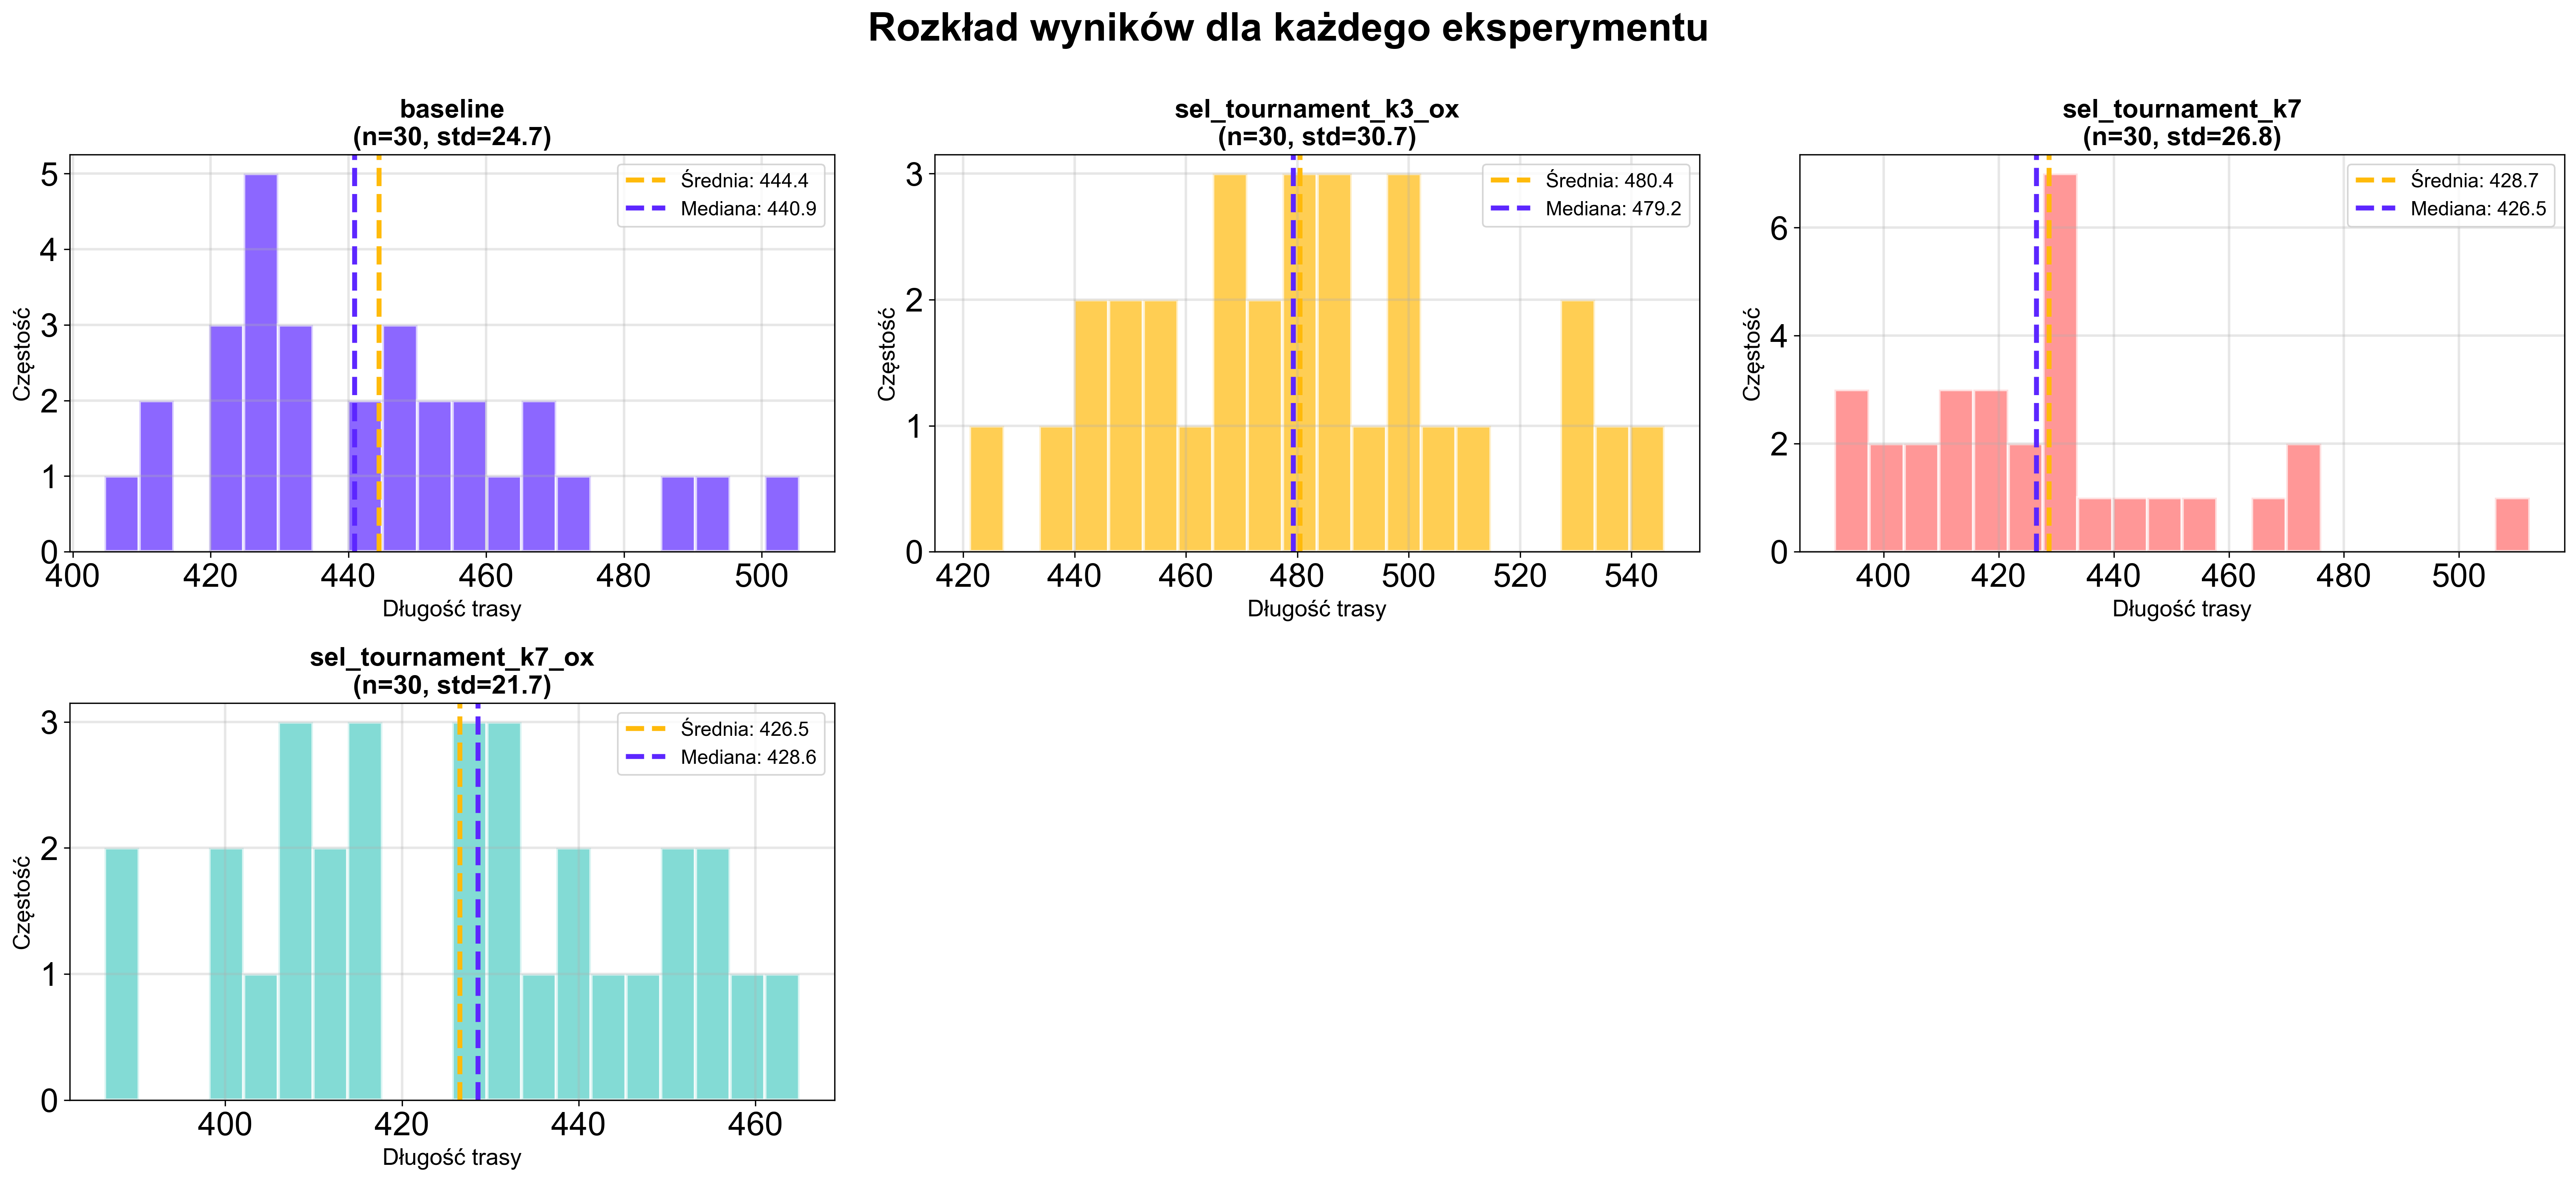 Rozkład wyników dla każdego eksperymentu
baseline
(n=30, std=24.7)
Częstość
5
4
3
2
1
0
Średnia: 444.4
Mediana: 440.9
400 420 440 460 480 500
Długość trasy
sel_tournament_k3_ox
(n=30, std=30.7)
Częstość
3
2
1
0
Średnia: 480.4
Mediana: 479.2
420 440 460 480 500 520 540
Długość trasy
sel_tournament_k7
(n=30, std=26.8)
Częstość
6
4
2
0
Średnia: 428.7
Mediana: 426.5
400 420 440 460 480 500
Długość trasy
sel_tournament_k7_ox
(n=30, std=21.7)
Częstość
3
2
1
0
Średnia: 426.5
Mediana: 428.6
400 420 440 460
Długość trasy